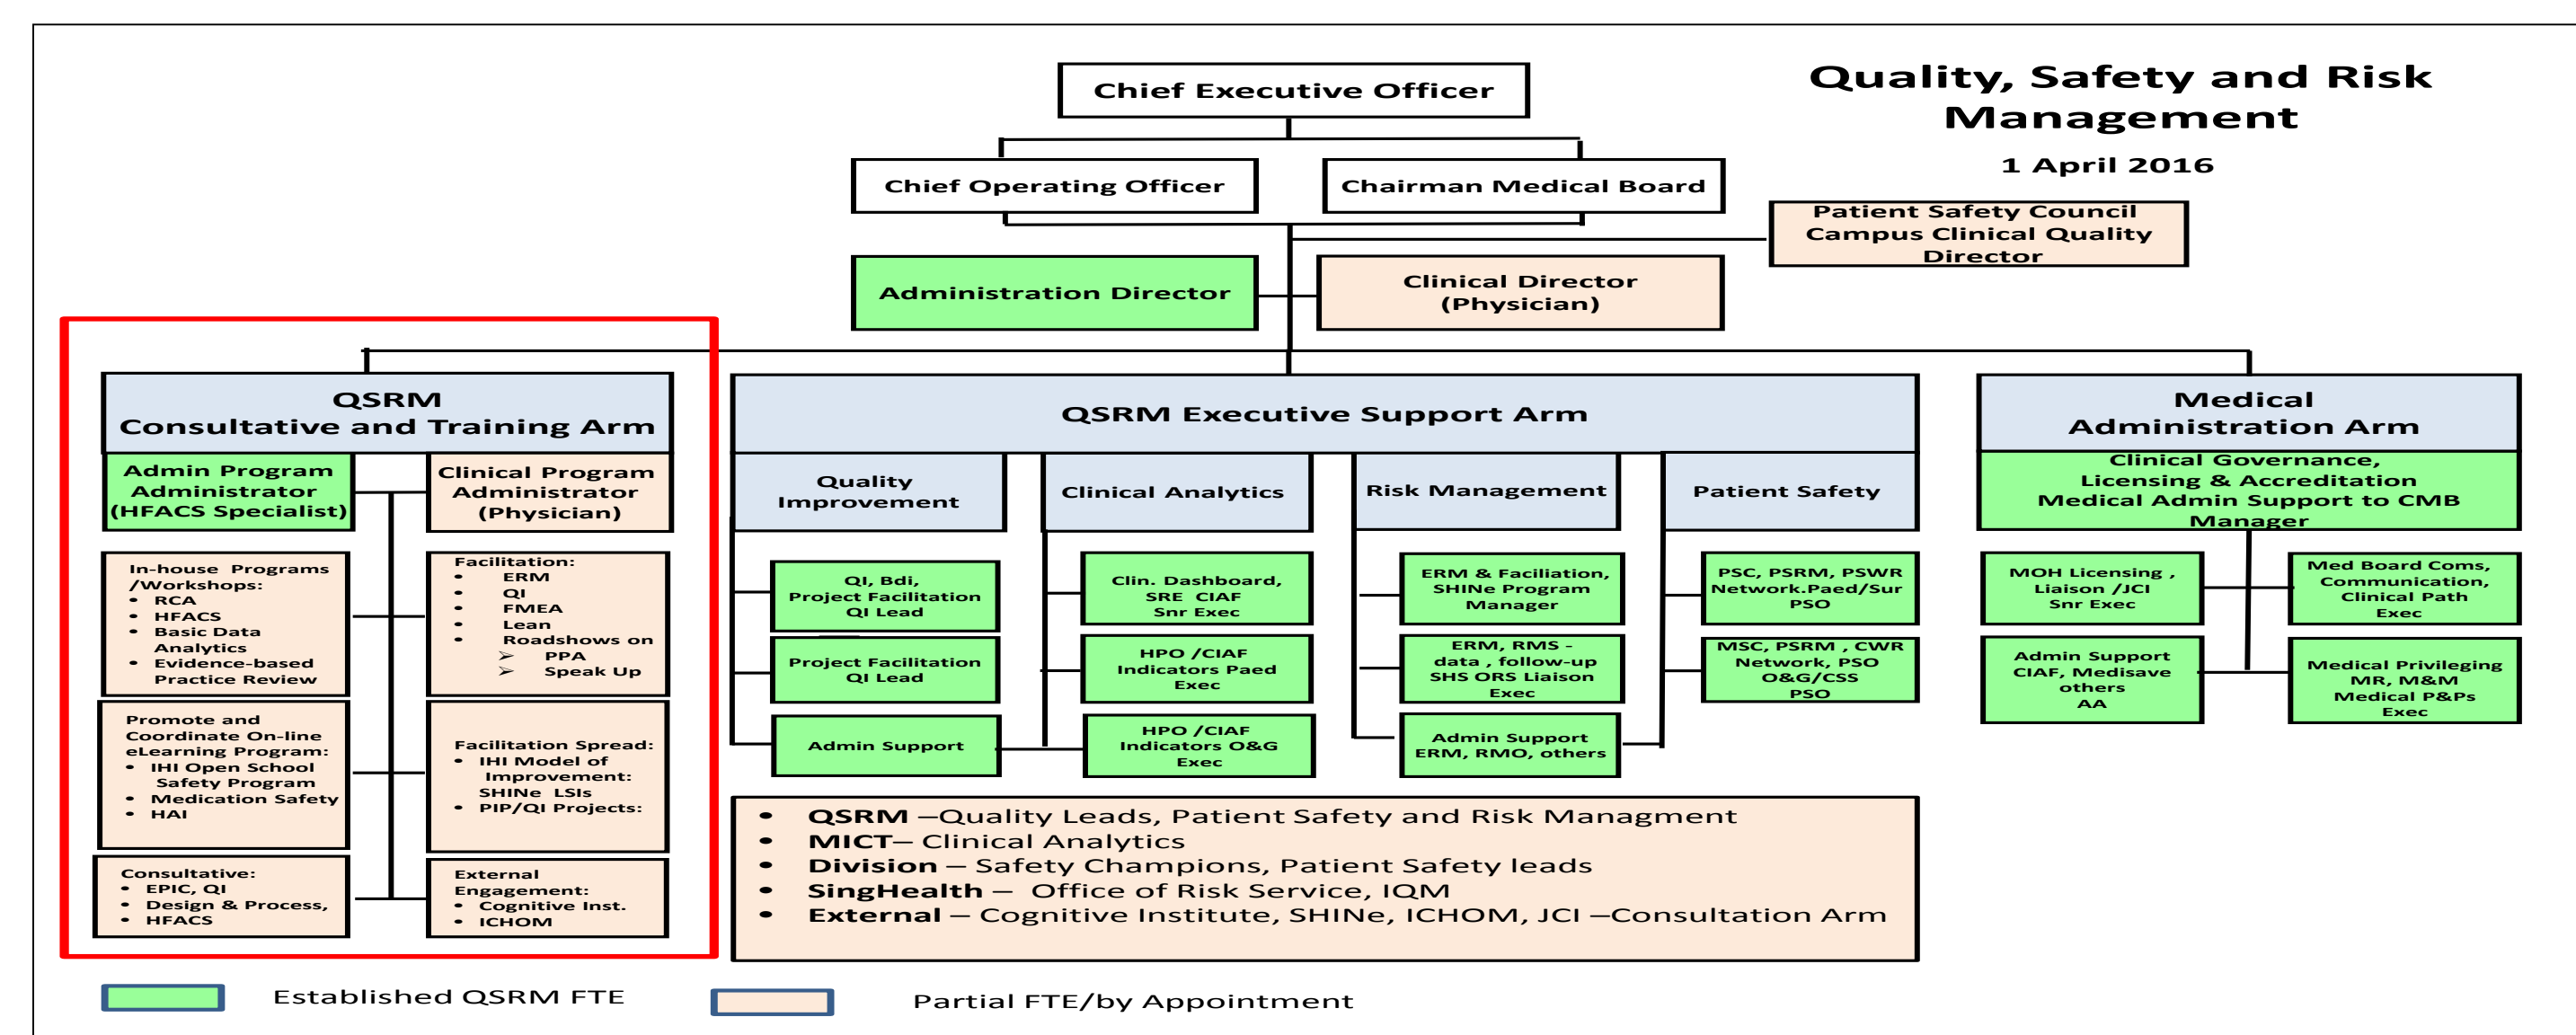 Quality, Safety and Risk
Management
1 April 2016
Chief Executive Officer
Chief Operating Officer
Chairman Medical Board
Patient Safety Council
Campus Clinical Quality
Director
Administration Director
Clinical Director
(Physician)
QSRM
Consultative and Training Arm
Admin Program
Administrator
(HFACS Specialist)
Clinical Program
Administrator
(Physician)
In-house Programs
/Workshops:
• RCA
• HFACS
• Basic Data
Analytics
• Evidence-based
Practice Review
Facilitation:
• ERM
• QI
• FMEA
• Lean
• Roadshows on
➢ PPA
➢ Speak Up
Promote and
Coordinate On-line
eLearning Program:
• IHI Open School
Safety Program
• Medication Safety
• HAI
Facilitation Spread:
• IHI Model of
Improvement:
SHINe LSIs
• PIP/QI Projects:
Consultative:
• EPIC, QI
• Design & Process,
• HFACS
External
Engagement:
• Cognitive Inst.
• ICHOM
QSRM Executive Support Arm
Quality
Improvement
QI, Bdi,
Project Facilitation
QI Lead
Project Facilitation
QI Lead
Admin Support
Clinical Analytics
Clin. Dashboard,
SRE CIAF
Snr Exec
HPO /CIAF
Indicators Paed
Exec
HPO /CIAF
Indicators O&G
Exec
Risk Management
ERM & Faciliation,
SHINe Program
Manager
ERM, RMS -
data , follow-up
SHS ORS Liaison
Exec
Admin Support
ERM, RMO, others
Patient Safety
PSC, PSRM, PSWR
Network.Paed/Sur
PSO
MSC, PSRM , CWR
Network, PSO
O&G/CSS
PSO
Medical
Administration Arm
Clinical Governance,
Licensing & Accreditation
Medical Admin Support to CMB
Manager
MOH Licensing ,
Liaison /JCI
Snr Exec
Med Board Coms,
Communication,
Clinical Path
Exec
Admin Support
CIAF, Medisave
others
AA
Medical Privileging
MR, M&M
Medical P&Ps
Exec
• QSRM –Quality Leads, Patient Safety and Risk Managment
• MICT– Clinical Analytics
• Division – Safety Champions, Patient Safety leads
• SingHealth – Office of Risk Service, IQM
• External – Cognitive Institute, SHINe, ICHOM, JCI –Consultation Arm
Established QSRM FTE
Partial FTE/by Appointment